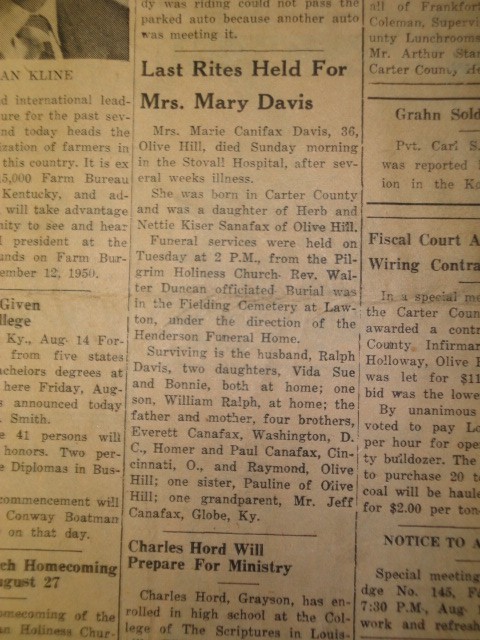 AN KLINE
d international lead-
ure for the past sev-
nd today heads the
ization of farmers in
this country. It is ex
5,000 Farm Bureau
Kentucky, and ad-
will take advantage
nity to see and hear
l president at the
unds on Farm Bur-
ember 12, 1950.
Given
llege
Ky., Aug- 14 For-
from five states
achelors degrees at
here Friday, Aug-
s announced today
. Smith.
e 41 persons will
honors. Two per-
e Diplomas in Bus-
commencement will
Conway Boatman
on that day.
ch Homecoming
ugust 27
omecoming of the
an Holiness Chur-
dy was riding could not pass the
parked auto because another auto
was meeting it.
Last Rites Held For
Mrs. Mary Davis
Mrs. Marie Canifax Davis, 36,
Olive Hill, died Sunday morning
in the Stovall Hospital, after sev-
eral weeks illness.
She was born in Carter County
and was a daughter of Herb and
Nettie Kiser Sanafax of Olive Hill.
Funeral services were held on
Tuesday at 2 P.M., from the Pil-
grim Holiness Church. Rev. Wal-
ter Duncan officiated Burial was
in the Fielding Cemetery at Law-
ton, under the direction of the
Henderson Funeral Home.
Surviving is the husband, Ralph
Davis, two daughters, Vida Sue
and Bonnie, both at home; one
son, William Ralph, at home; the
father and mother, four brothers,
Everett Canafax, Washington, D.
C., Homer and Paul Canafax, Cin-
cinnati, O., and Raymond, Olive
Hill; one sister, Pauline of Olive
Hill; one grandparent, Mr. Jeff
Canafax, Globe, Ky.
Charles Hord Will
Prepare For Ministry
Charles Hord, Grayson, has en-
rolled in high school at the Col-
lege of The Scriptures in Louis-
all of Frankfor
Coleman, Supervi
unty Lunchrooms
Mr. Arthur Star
Carter County, de
Grahn Sold
Pvt. Carl S.
was reported
ion in the Ko
Fiscal Court A
Wiring Contra
In a special me
the Carter Coun
awarded a contr
County Infirmar
Holloway, Olive H
was let for $11
bid was the lowe
By unanimous
voted to pay Lo
per hour for oper
ty bulldozer. The
to purchase 20 t
coal will be haule
for $2.00 per ton
NOTICE TO A
Special meeting
dge No. 145, Fa
7:30 P.M., Aug-
work and refresh